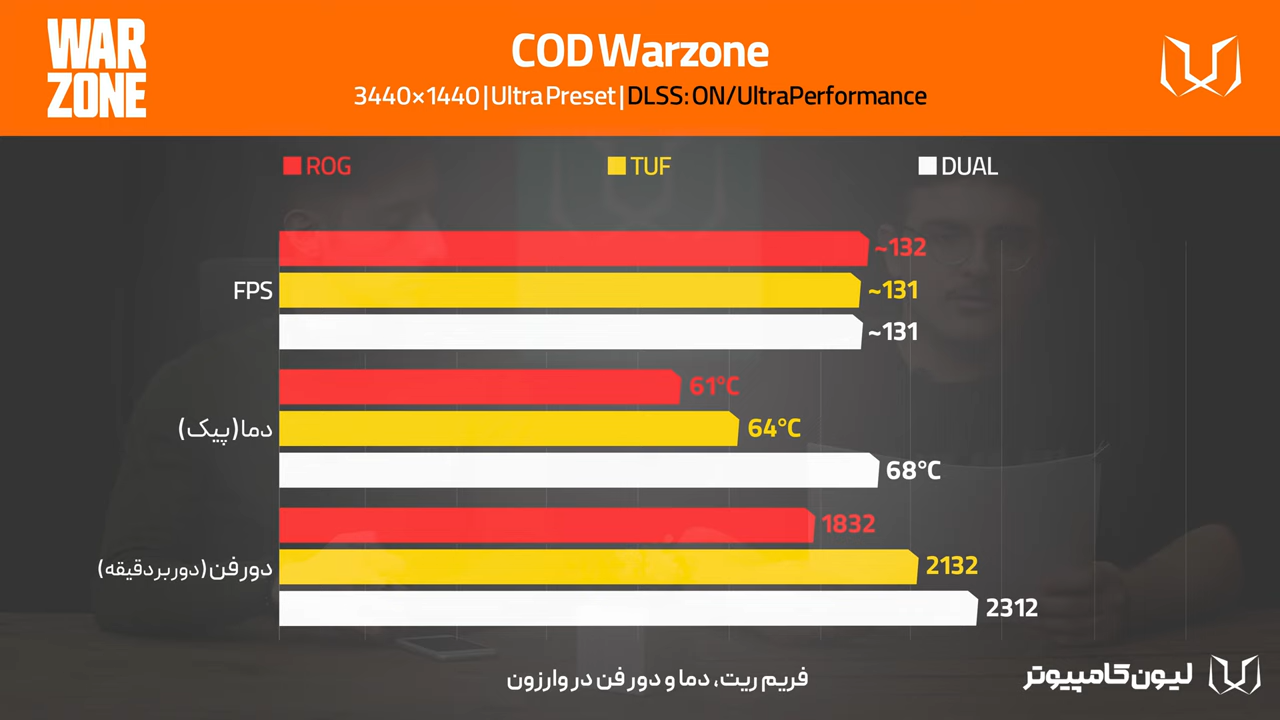 WAR
ZONE
COD Warzone
3440×1440|Ultra Preset|DLSS: ON/UltraPerformance
ROG
TUF
DUAL
FPS
~132
~131
~131
دما(پیک)
61°C
64°C
68°C
دور فن (دور بر دقیقه)
1832
2132
2312
فریم ریت، دما و دور فن در وارزون
لیون کامپیوتر